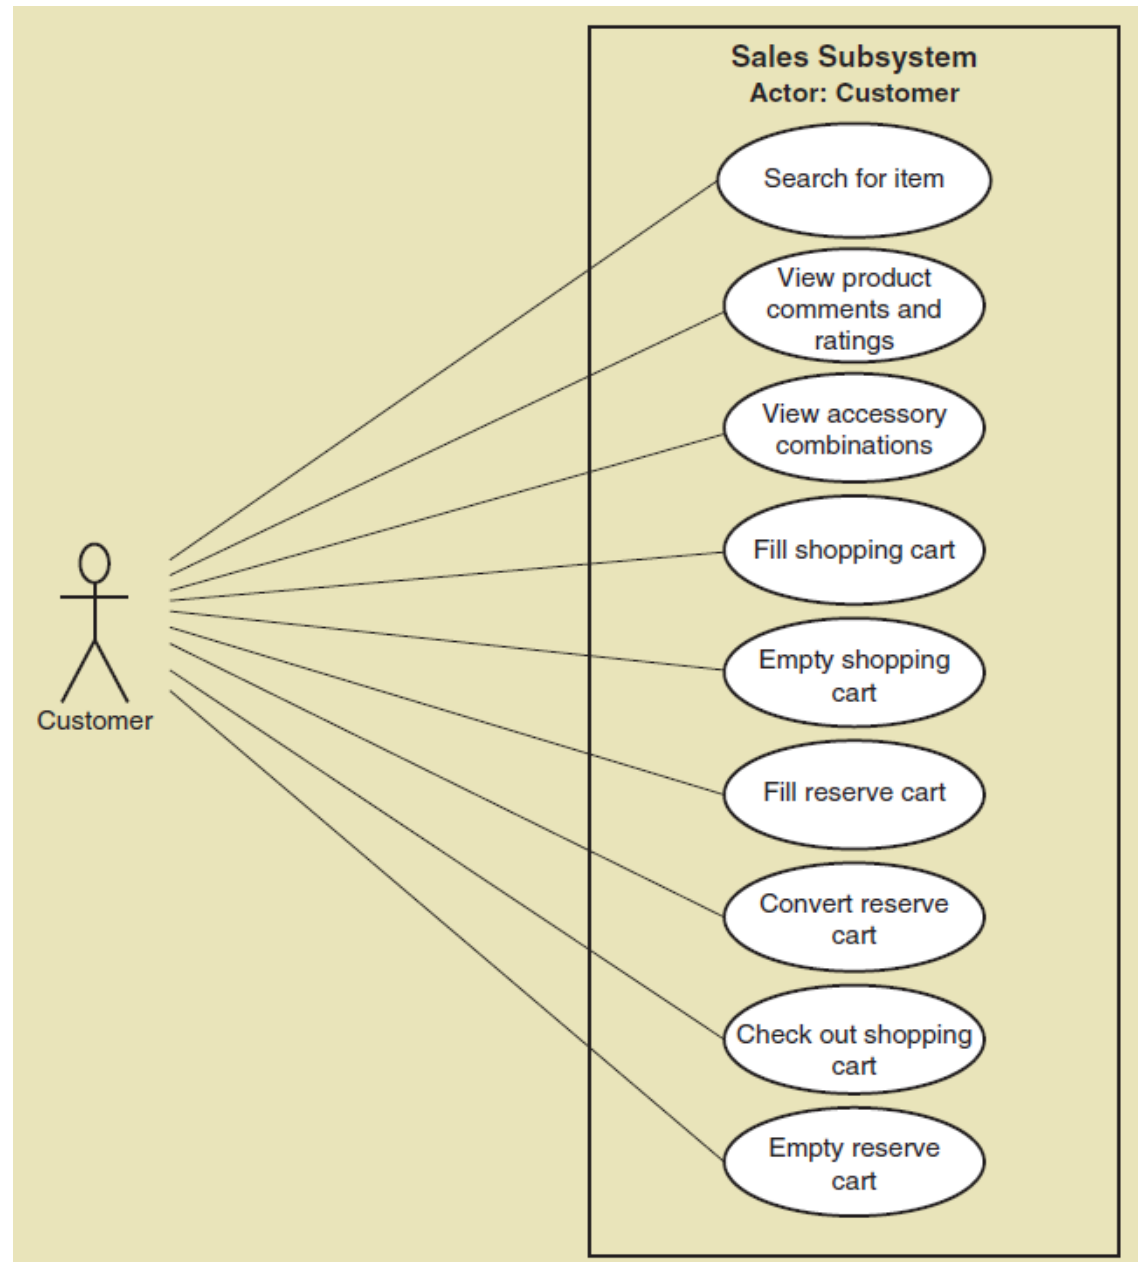 Sales Subsystem
Actor: Customer
Search for item
View product
comments and
ratings
View accessory
combinations
Fill shopping cart
Empty shopping
cart
Fill reserve cart
Convert reserve
cart
Check out shopping
cart
Empty reserve
cart
Customer